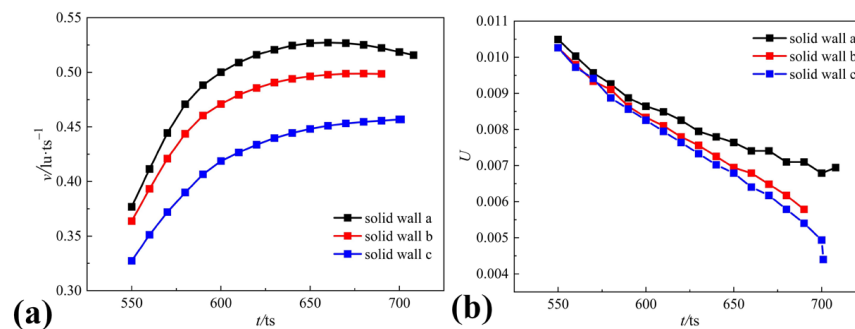 0.55
0.50
0.45
0.40
0.35
0.30
v/lu·ts⁻¹
550
600
650
700
t/ts
solid wall a
solid wall b
solid wall c
(a)
0.011
0.010
0.009
0.008
0.007
0.006
0.005
0.004
U
550
600
650
700
t/ts
solid wall a
solid wall b
solid wall c
(b)